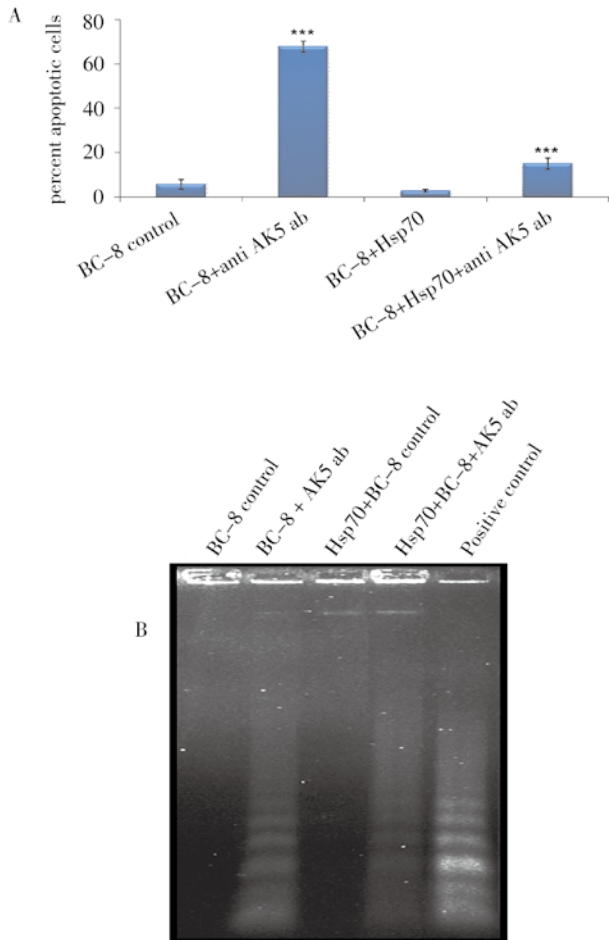 A
percent apoptotic cells
80
60
40
20
0
***
***
BC-8 control
BC-8+anti AK5 ab
BC-8+Hsp70
BC-8+Hsp70+anti AK5 ab
BC-8 control
BC-8 + AK5 ab
Hsp70+BC-8 control
Hsp70+BC-8+AK5 ab
Positive control
B